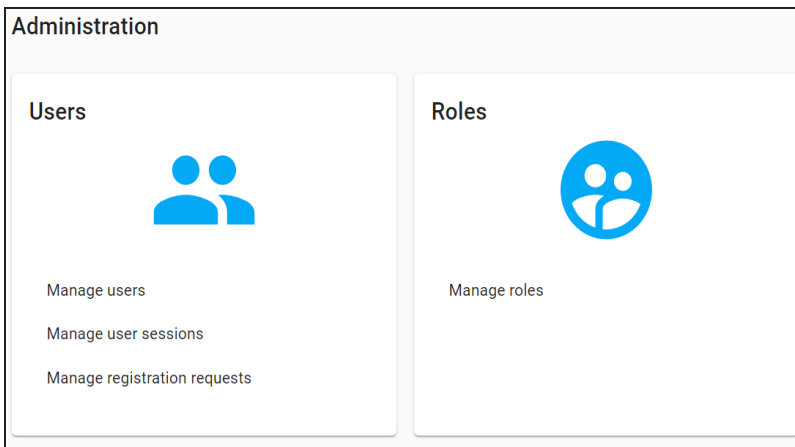 Administration
Users
Manage users
Manage user sessions
Manage registration requests
Roles
Manage roles